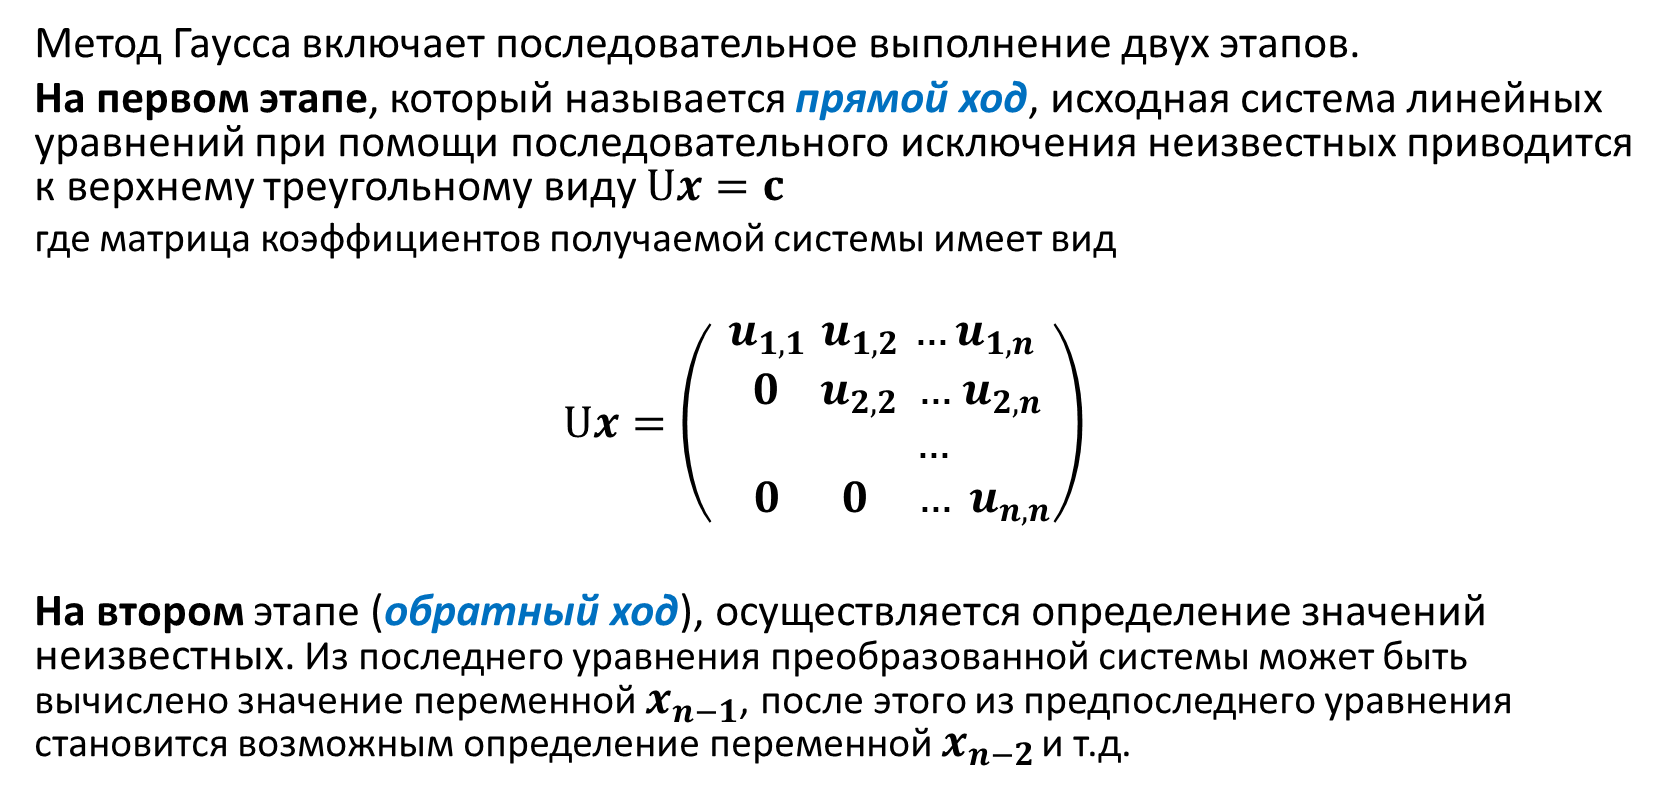 Метод Гаусса включает последовательное выполнение двух этапов.
На первом этапе, который называется прямой ход, исходная система линейных
уравнений при помощи последовательного исключения неизвестных приводится
к верхнему треугольному виду Ux = c
где матрица коэффициентов получаемой системы имеет вид
u₁,₁ u₁,₂ ... u₁,ₙ
0 u₂,₂ ... u₂,ₙ
Ux =
...
0 0 ... uₙ,ₙ
На втором этапе (обратный ход), осуществляется определение значений
неизвестных. Из последнего уравнения преобразованной системы может быть
вычислено значение переменной xₙ₋₁, после этого из предпоследнего уравнения
становится возможным определение переменной xₙ₋₂ и т.д.